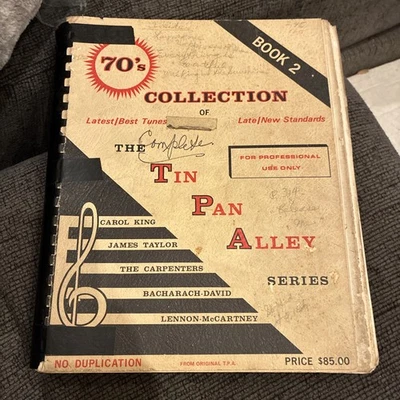 BOOK 2
70's
COLLECTION
OF
Latest/Best Tunes
Late/New Standards
Complete
THE
TIN
PAN
ALLEY
SERIES
FOR PROFESSIONAL
USE ONLY
CAROL KING
JAMES TAYLOR
THE CARPENTERS
BACHARACH-DAVID
LENNON-McCARTNEY
NO DUPLICATION
FROM ORIGINAL T.P.A.
PRICE $85.00